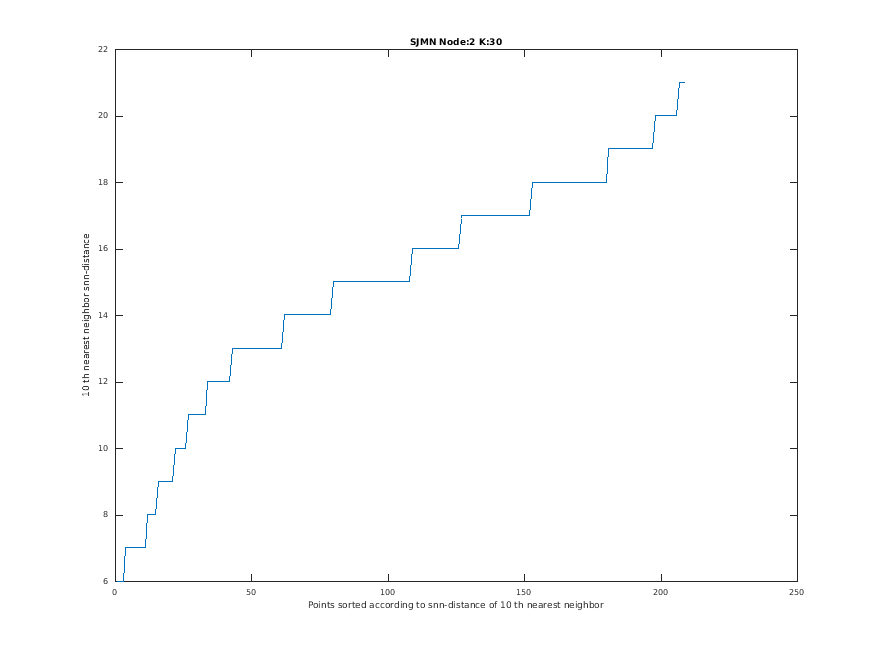 SJMN Node:2 K:30
22
20
18
16
14
12
10
8
6
10 th nearest neighbor snn-distance
0 50 100 150 200 250
Points sorted according to snn-distance of 10 th nearest neighbor